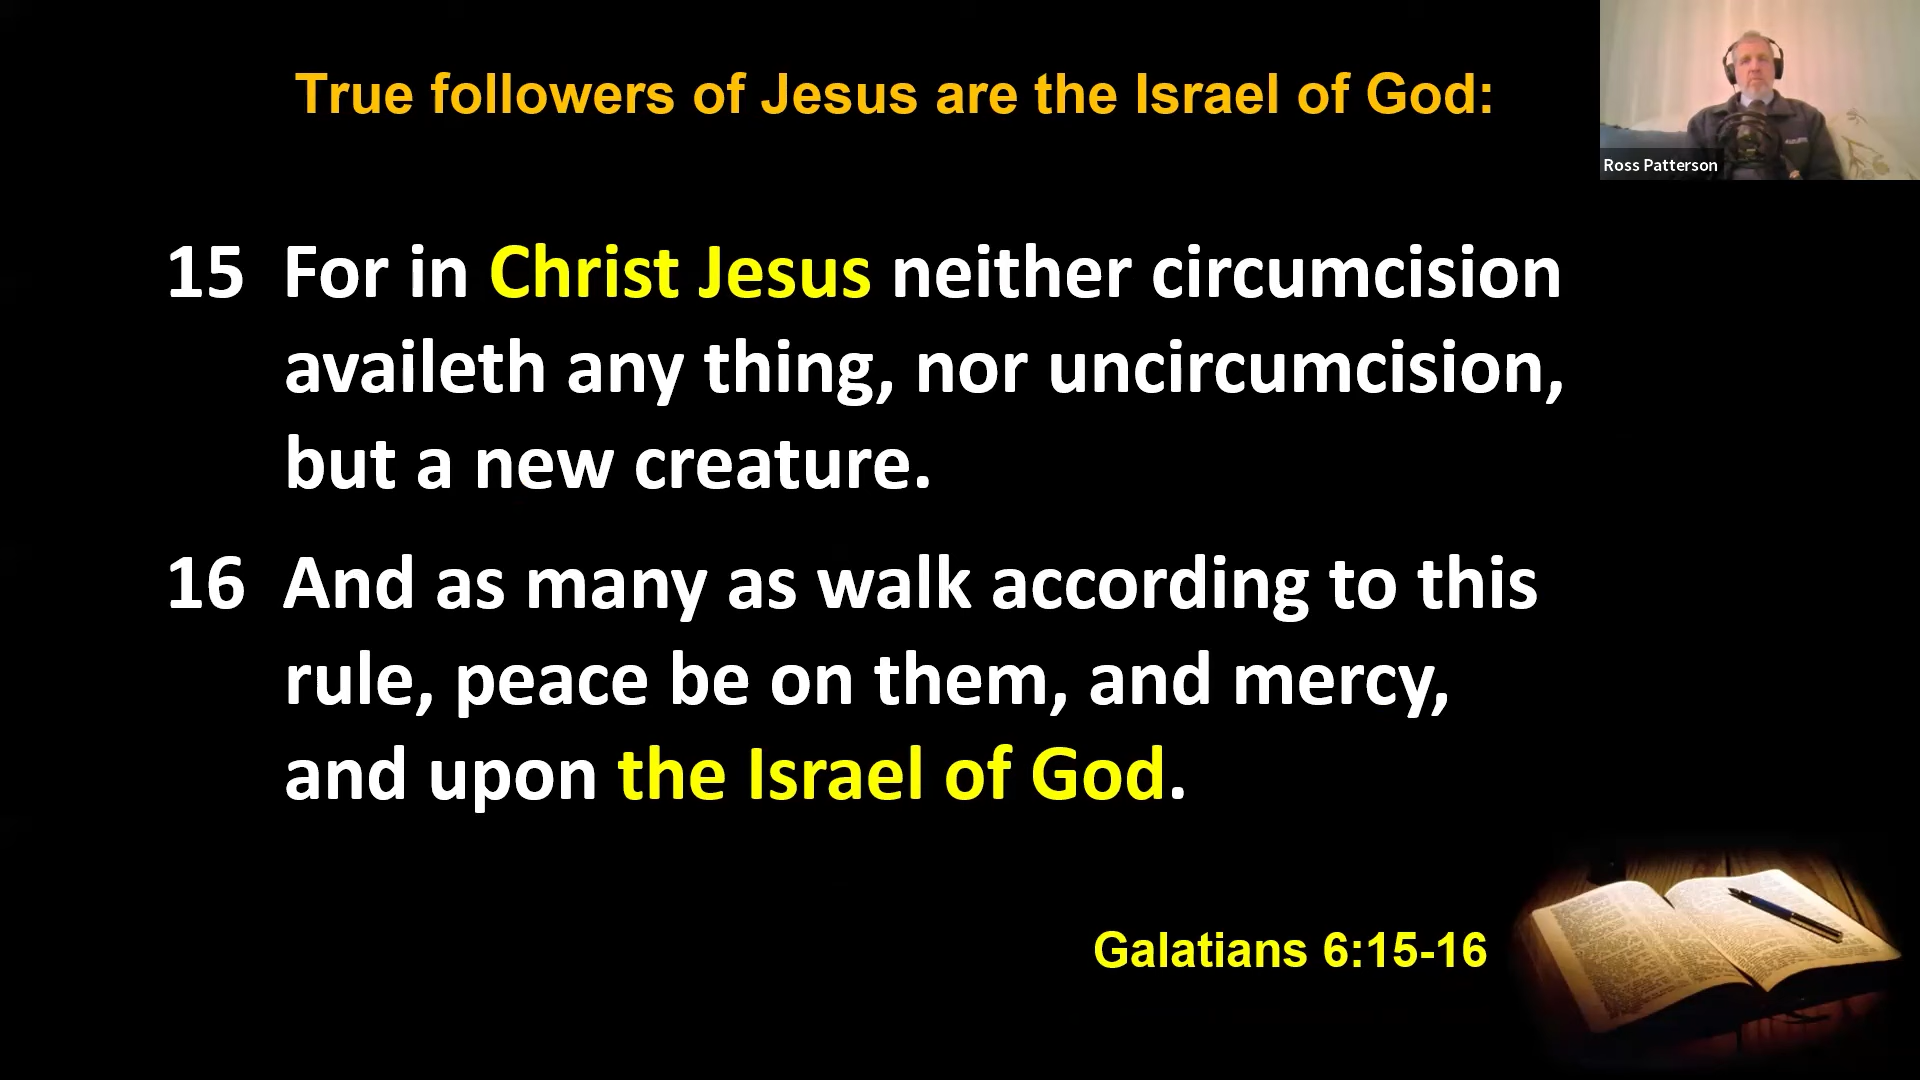 True followers of Jesus are the Israel of God:
Ross Patterson
15 For in Christ Jesus neither circumcision
availeth any thing, nor uncircumcision,
but a new creature.
16 And as many as walk according to this
rule, peace be on them, and mercy,
and upon the Israel of God.
Galatians 6:15-16